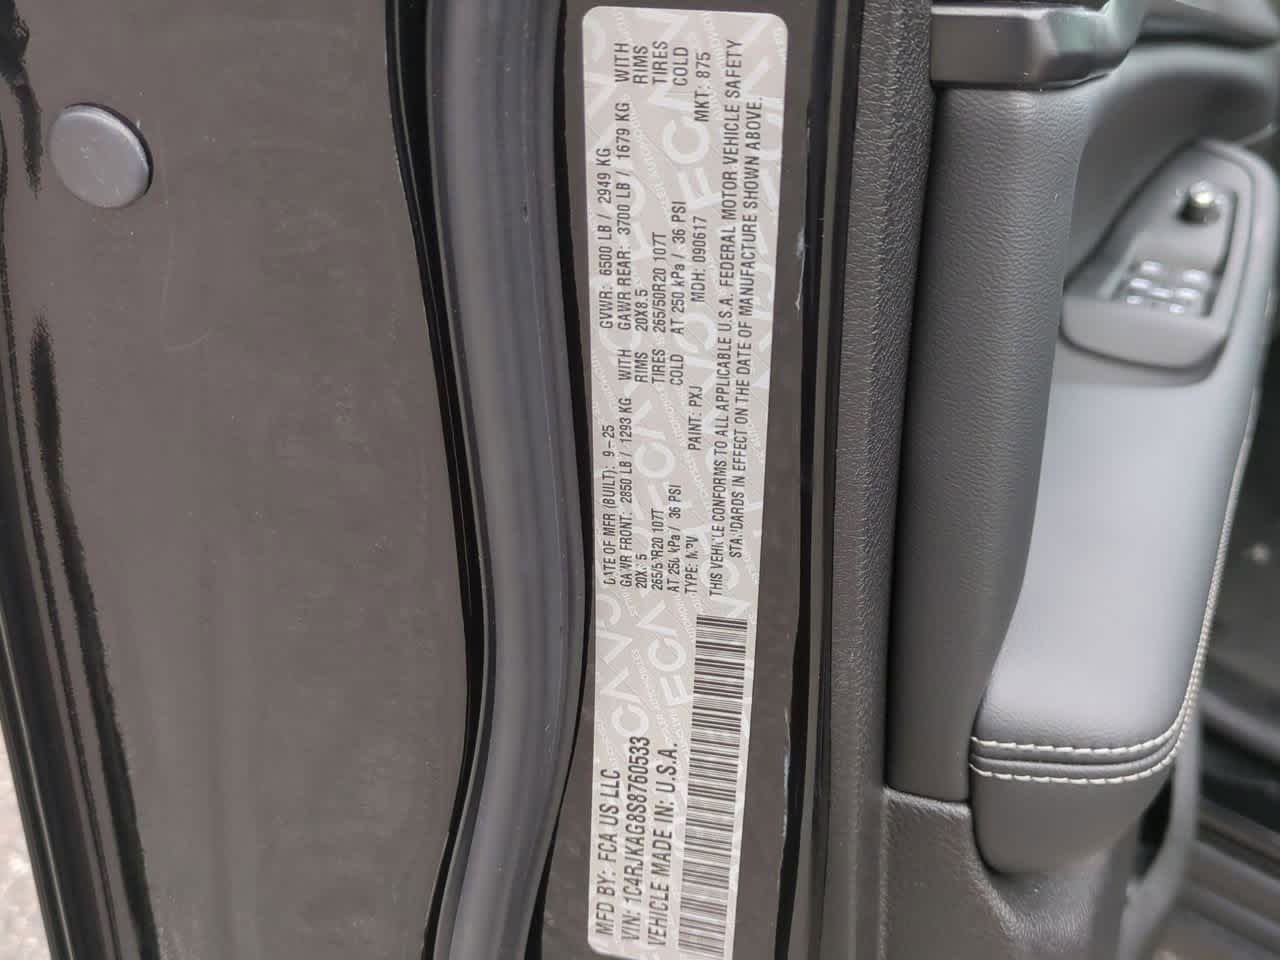 MFD BY: FCA US LLC
VIN: 1C4RJKAG8S8760533
VEHICLE MADE IN: U.S.A.
DATE OF MFR (BUILT): 9-25 GVWR: 6500 LB / 2949 KG
GAWR FRONT: 2850 LB / 1293 KG WITH GAWR REAR: 3700 LB / 1679 KG WITH
20X8.5 RIMS 20X8.5 RIMS
265/50R20 107T TIRES 265/50R20 107T TIRES
AT 250 kPa / 36 PSI COLD AT 250 kPa / 36 PSI COLD
TYPE: MPV PAINT: PXJ MDH: 090617 MKT: 875
THIS VEHICLE CONFORMS TO ALL APPLICABLE U.S.A. FEDERAL MOTOR VEHICLE SAFETY
STANDARDS IN EFFECT ON THE DATE OF MANUFACTURE SHOWN ABOVE.